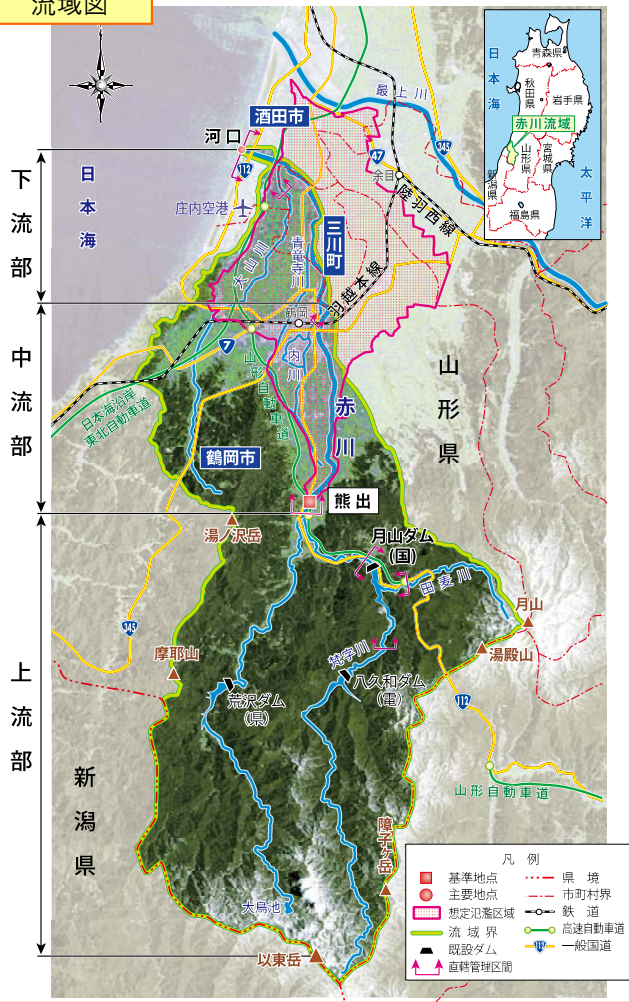 流域図
日本海
青森県
秋田県
岩手県
赤川流域
山形県
宮城県
新潟県
福島県
太平洋
最上川
345
酒田市
河口
112
47
余目
陸羽西線
下流部
日本海
庄内空港
大山川
青竜寺川
三川町
羽越本線
鶴岡
7
内川
山形自動車道
中流部
日本海沿岸
東北自動車道
赤川
山形県
鶴岡市
熊出
湯ノ沢岳
月山ダム
(国)
田麦川
月山
345
摩耶山
梵字川
湯殿山
荒沢ダム
(県)
八久和ダム
(電)
112
上流部
山形自動車道
新潟県
障子ヶ岳
大鳥池
以東岳
凡 例
基準地点
主要地点
想定氾濫区域
流域界
既設ダム
直轄管理区間
県 境
市町村界
鉄 道
高速自動車道
112
一般国道